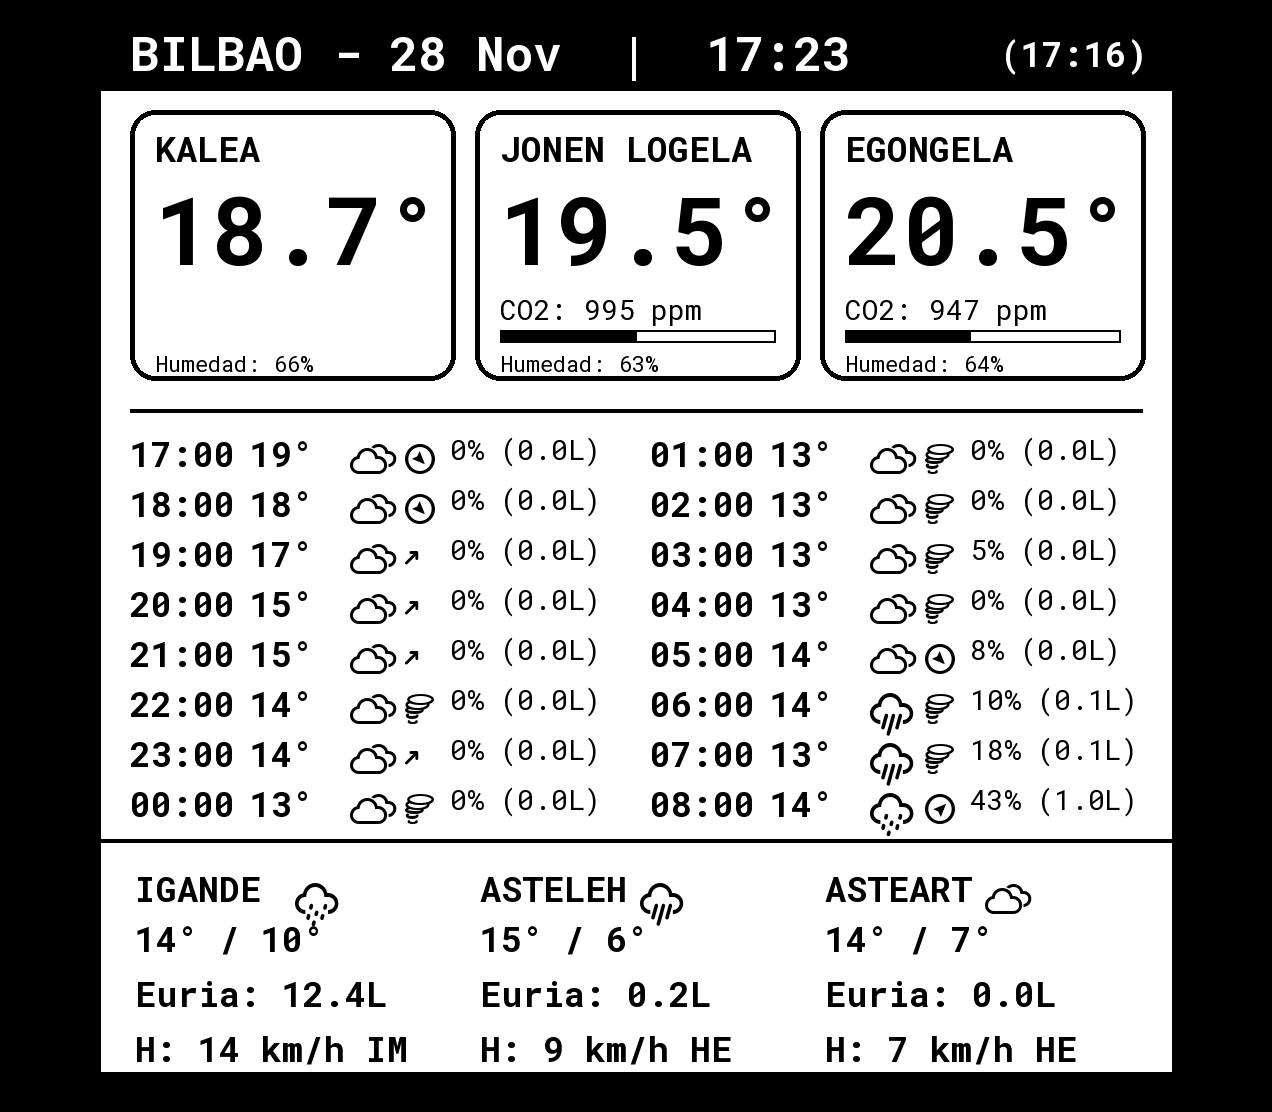 BILBAO - 28 Nov | 17:23 (17:16)
KALEA
18.7°
Humedad: 66%
JONEN LOGELA
19.5°
CO2: 995 ppm
Humedad: 63%
EGONGELA
20.5°
CO2: 947 ppm
Humedad: 64%
17:00 19° 0% (0.0L)
18:00 18° 0% (0.0L)
19:00 17° 0% (0.0L)
20:00 15° 0% (0.0L)
21:00 15° 0% (0.0L)
22:00 14° 0% (0.0L)
23:00 14° 0% (0.0L)
00:00 13° 0% (0.0L)
01:00 13° 0% (0.0L)
02:00 13° 0% (0.0L)
03:00 13° 5% (0.0L)
04:00 13° 0% (0.0L)
05:00 14° 8% (0.0L)
06:00 14° 10% (0.1L)
07:00 13° 18% (0.1L)
08:00 14° 43% (1.0L)
IGANDE
14° / 10°
Euria: 12.4L
H: 14 km/h IM
ASTELEH
15° / 6°
Euria: 0.2L
H: 9 km/h HE
ASTEART
14° / 7°
Euria: 0.0L
H: 7 km/h HE